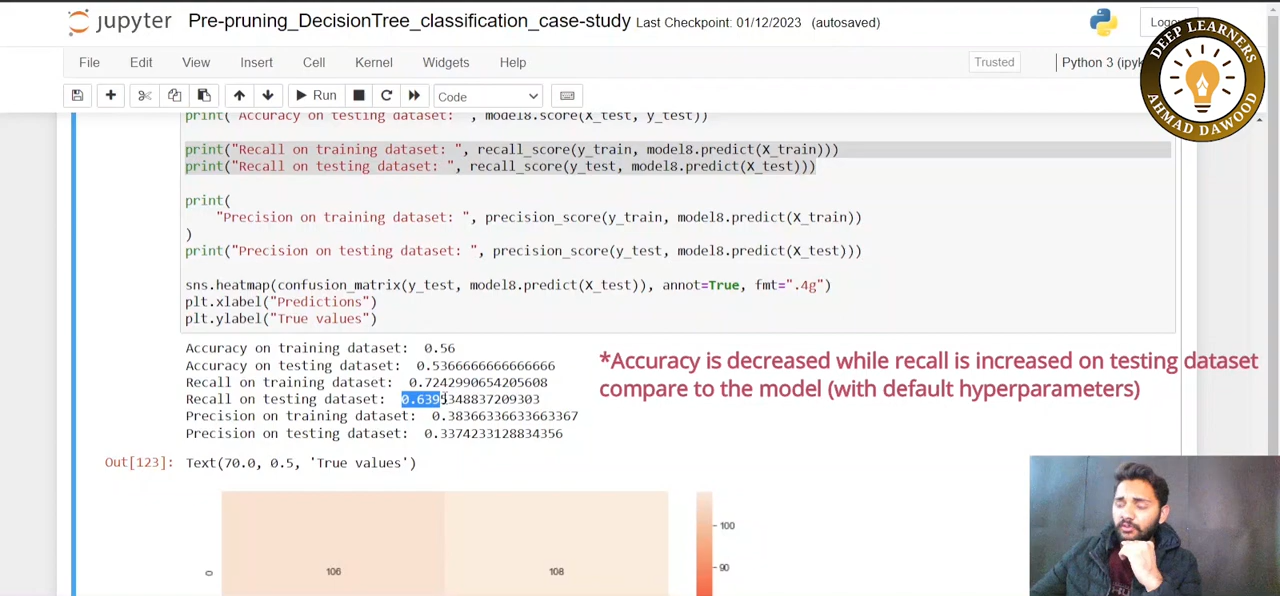 jupyter Pre-pruning_DecisionTree_classification_case-study Last Checkpoint: 01/12/2023 (autosaved)
DEEP LEARNERS
AHMAD DAWOOD
File Edit View Insert Cell Kernel Widgets Help Trusted Python 3 (ipyk
Run Code
print( Accuracy on testing dataset: ", model8.score(X_test, y_test))
print("Recall on training dataset: ", recall_score(y_train, model8.predict(X_train)))
print("Recall on testing dataset: ", recall_score(y_test, model8.predict(X_test)))
print(
"Precision on training dataset: ", precision_score(y_train, model8.predict(X_train))
)
print("Precision on testing dataset: ", precision_score(y_test, model8.predict(X_test)))
sns.heatmap(confusion_matrix(y_test, model8.predict(X_test)), annot=True, fmt=".4g")
plt.xlabel("Predictions")
plt.ylabel("True values")
Accuracy on training dataset: 0.56
Accuracy on testing dataset: 0.5366666666666666
Recall on training dataset: 0.7242990654205608
Recall on testing dataset: 0.6395348837209303
Precision on training dataset: 0.38366336633663367
Precision on testing dataset: 0.3374233128834356
*Accuracy is decreased while recall is increased on testing dataset
compare to the model (with default hyperparameters)
Out[123]: Text(70.0, 0.5, 'True values')
100
90
0 106 108